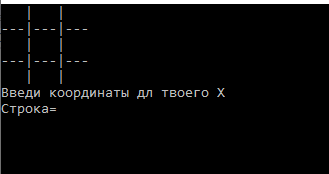 |   |
---|---|---
   |   |
---|---|---
   |   |
Введи координаты дл твоего X
Строка=